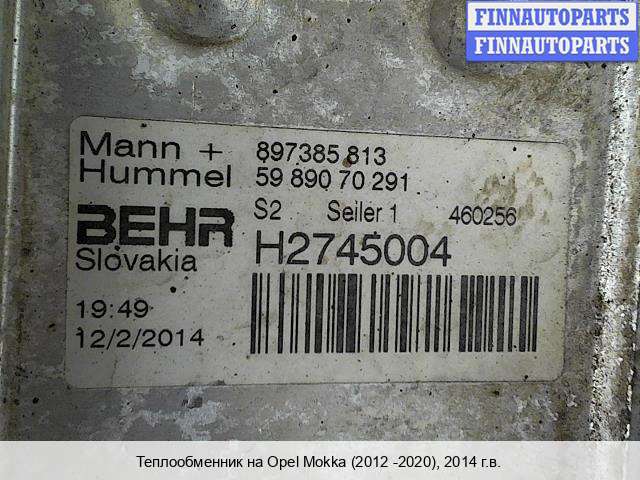 FINNAUTOPARTS
FINNAUTOPARTS
Mann + 897385 813
Hummel 59 890 70 291
BEHR S2 Seiler 1 460256
Slovakia H2745004
19:49
12/2/2014
Теплообменник на Opel Mokka (2012 -2020), 2014 г.в.